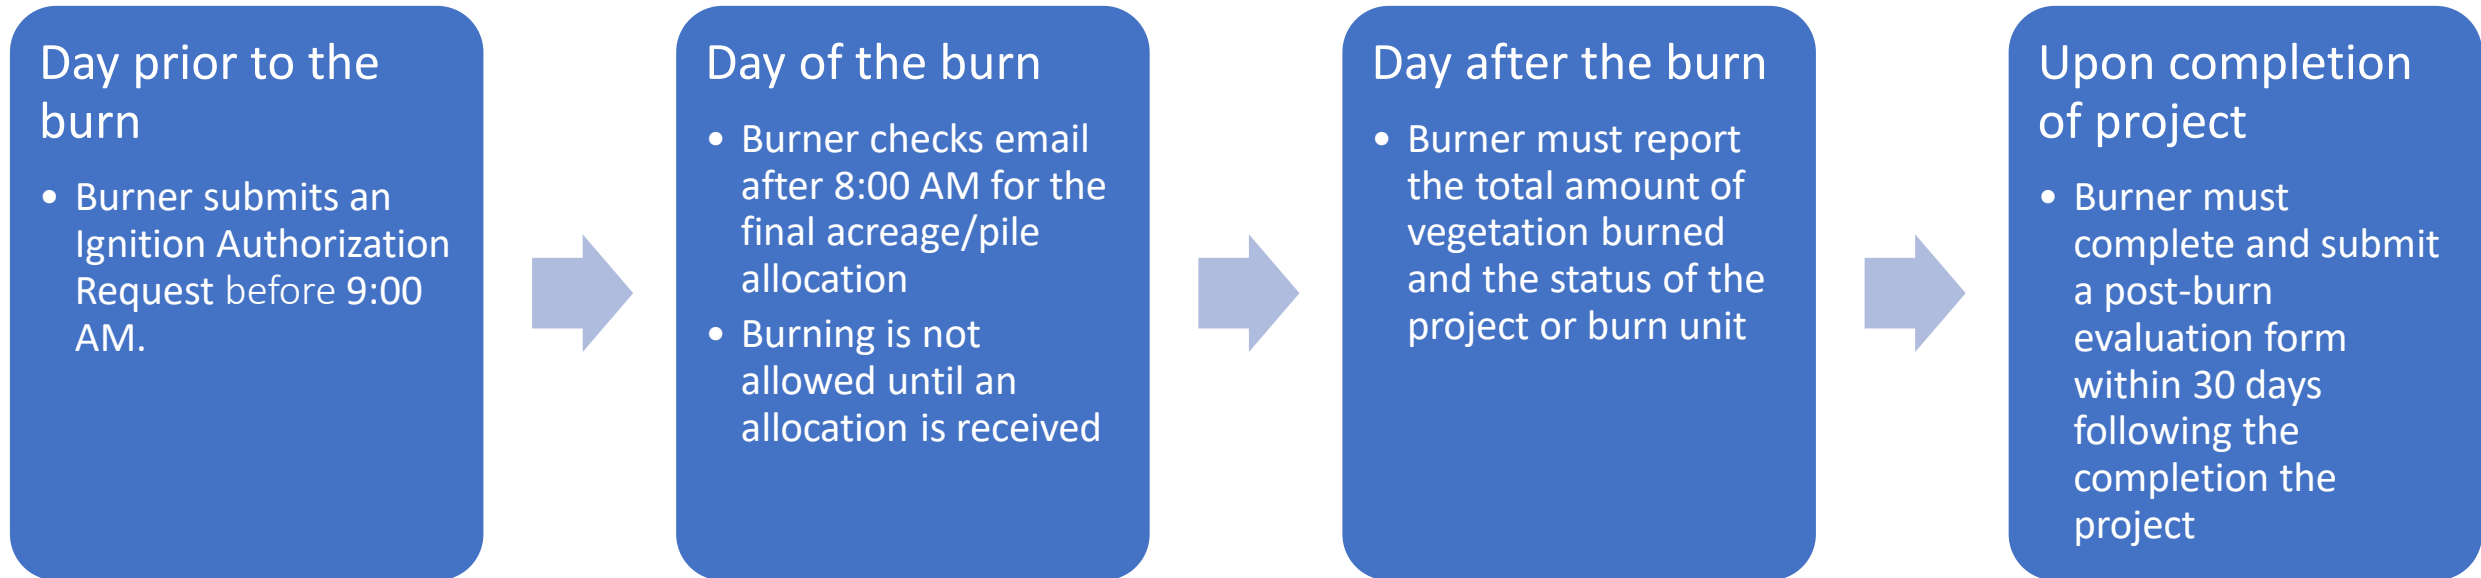 Day prior to the
burn
• Burner submits an
Ignition Authorization
Request before 9:00
AM.
Day of the burn
• Burner checks email
after 8:00 AM for the
final acreage/pile
allocation
• Burning is not
allowed until an
allocation is received
Day after the burn
• Burner must report
the total amount of
vegetation burned
and the status of the
project or burn unit
Upon completion
of project
• Burner must
complete and submit
a post-burn
evaluation form
within 30 days
following the
completion the
project